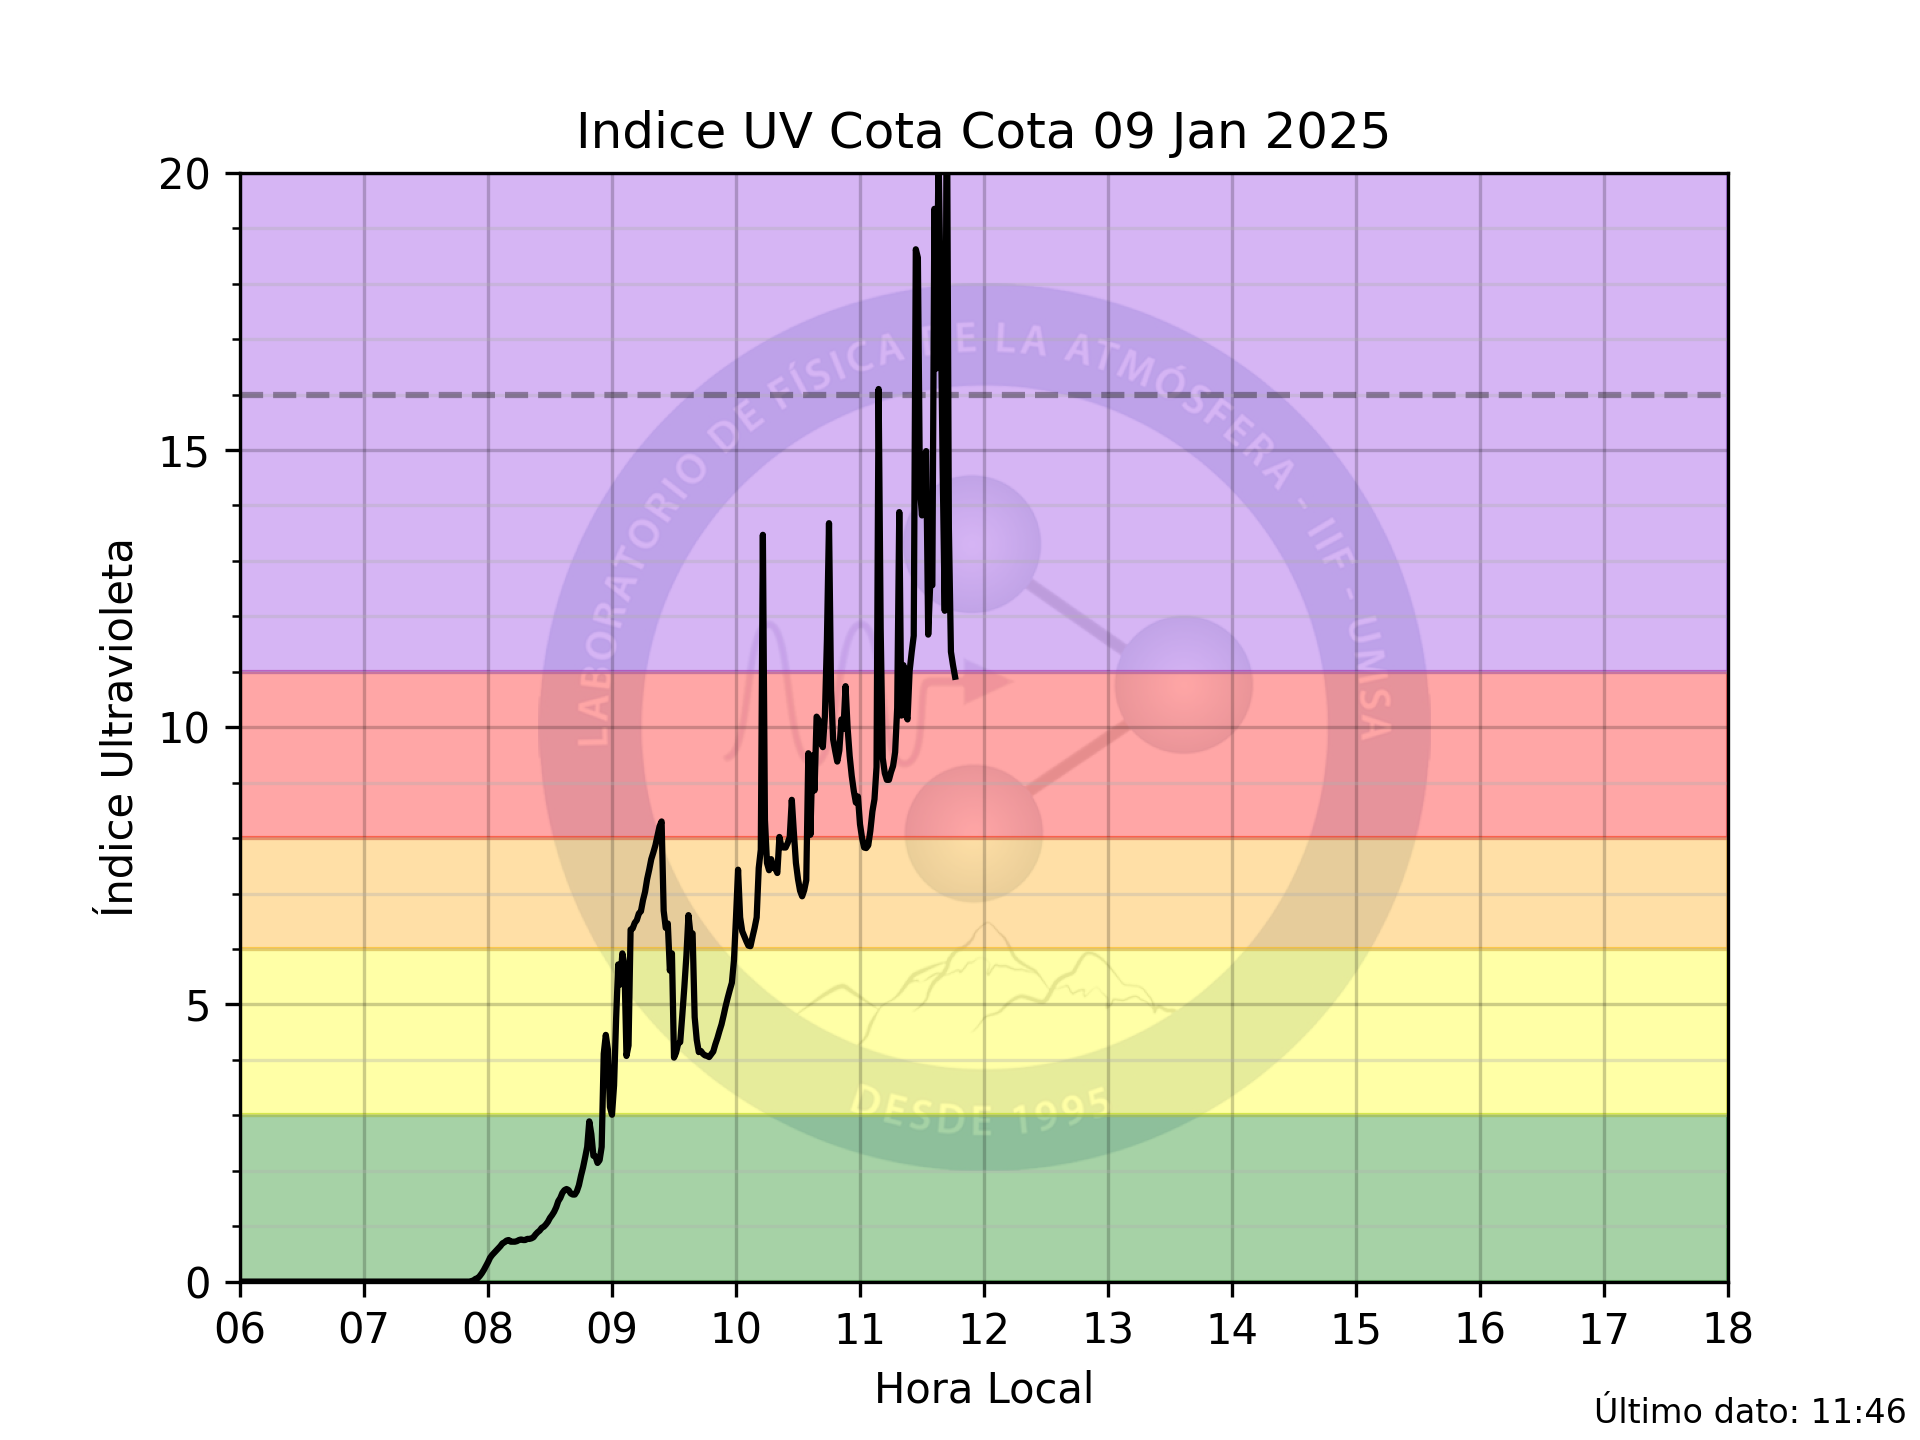 Indice UV Cota Cota 09 Jan 2025
20
15
10
5
0
Índice Ultravioleta
LABORATORIO DE FÍSICA DE LA ATMÓSFERA - IIF - UMSA
DESDE 1995
06 07 08 09 10 11 12 13 14 15 16 17 18
Hora Local
Último dato: 11:46